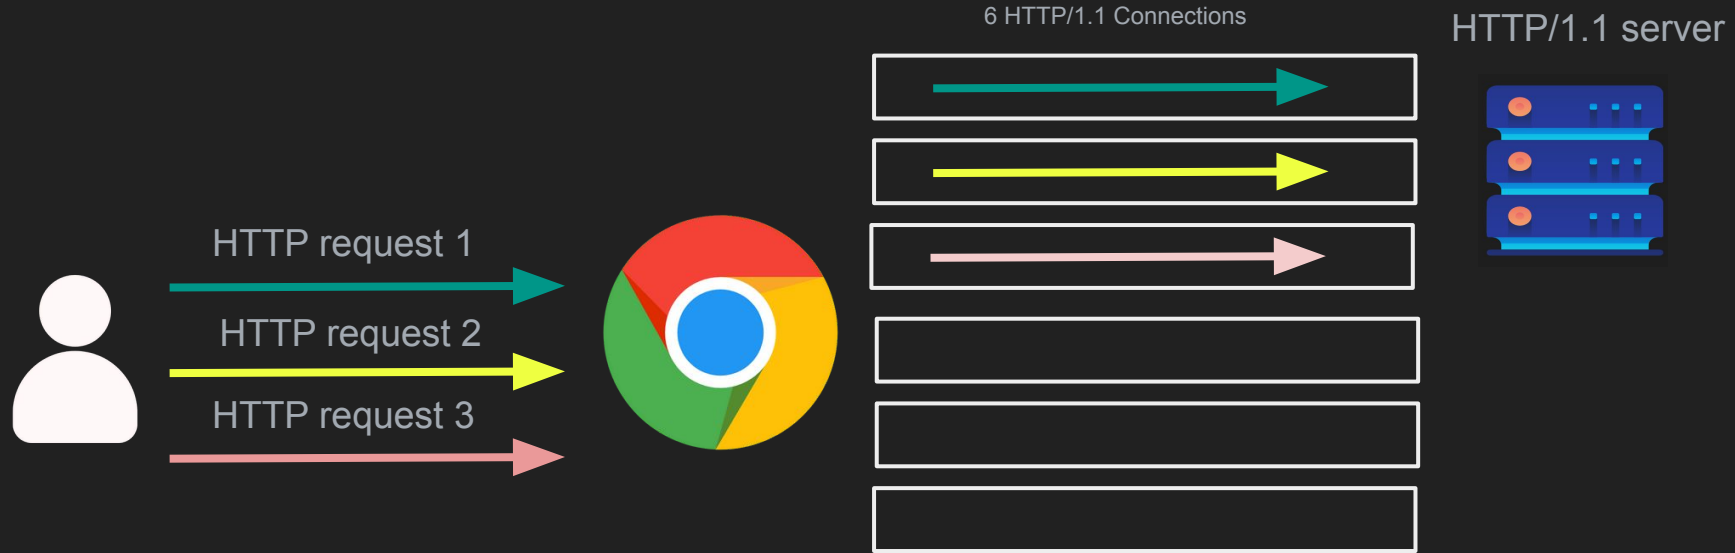 6 HTTP/1.1 Connections
HTTP/1.1 server
HTTP request 1
HTTP request 2
HTTP request 3